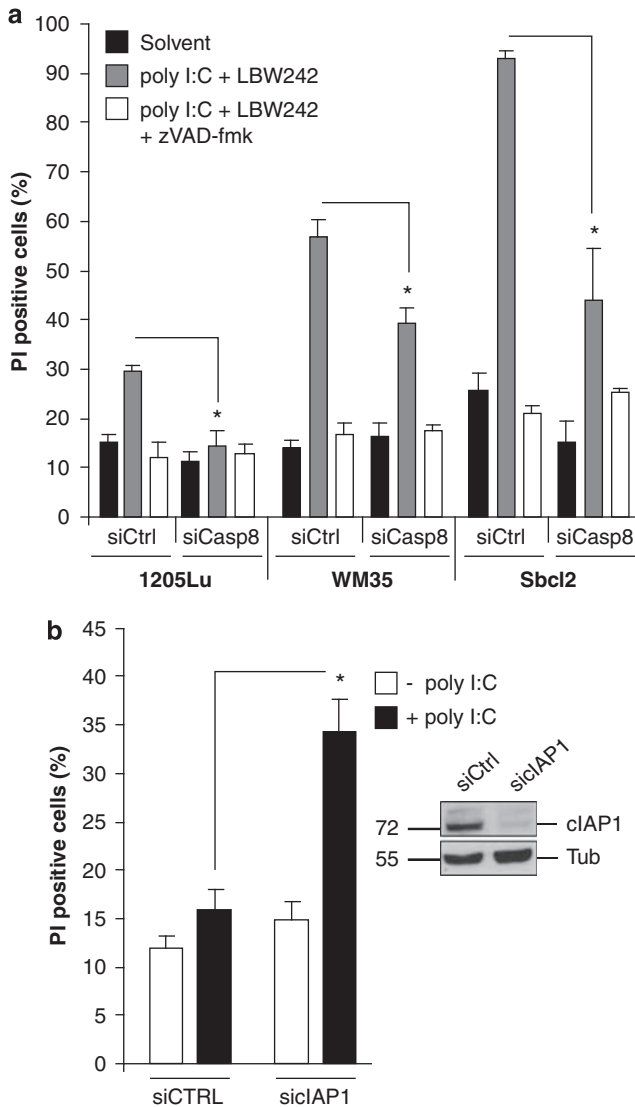 a
100
90
80
70
60
50
40
30
20
10
0
PI positive cells (%)
Solvent
poly I:C + LBW242
poly I:C + LBW242
+ zVAD-fmk
*
*
*
siCtrl siCasp8 siCtrl siCasp8 siCtrl siCasp8
1205Lu WM35 Sbcl2
b
45
40
35
30
25
20
15
10
5
0
PI positive cells (%)
*
- poly I:C
+ poly I:C
siCTRL sicIAP1
siCtrl sicIAP1
72 cIAP1
55 Tub